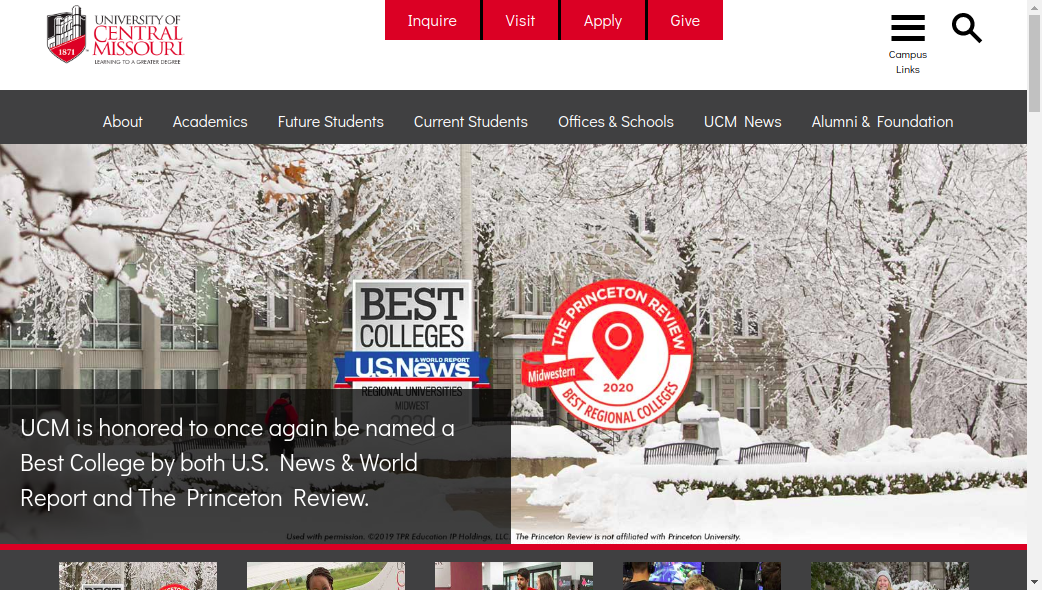 UNIVERSITY OF
CENTRAL
MISSOURI
1871
LEARNING TO A GREATER DEGREE
Inquire
Visit
Apply
Give
Campus
Links
About
Academics
Future Students
Current Students
Offices & Schools
UCM News
Alumni & Foundation
BEST
COLLEGES
U.S.News
& WORLD REPORT
REGIONAL UNIVERSITIES
MIDWEST
THE PRINCETON REVIEW
Midwestern
2020
BEST REGIONAL COLLEGES
UCM is honored to once again be named a
Best College by both U.S. News & World
Report and The Princeton Review.
Used with permission. ©2019 TPR Education IP Holdings, LLC. The Princeton Review is not affiliated with Princeton University.